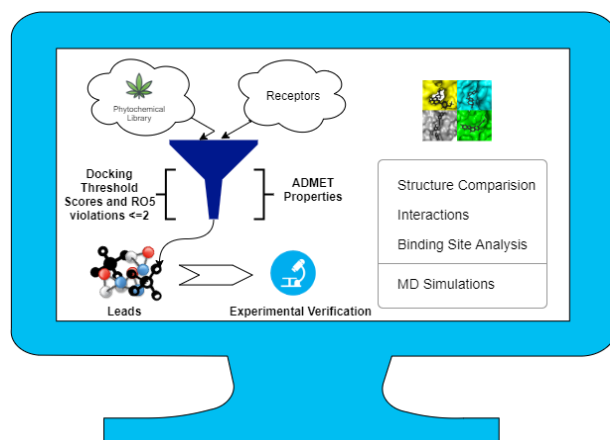 Phytochemical
Library
Receptors
Docking
Threshold
Scores and RO5
violations <=2
ADMET
Properties
Leads
Experimental Verification
Structure Comparision
Interactions
Binding Site Analysis
MD Simulations